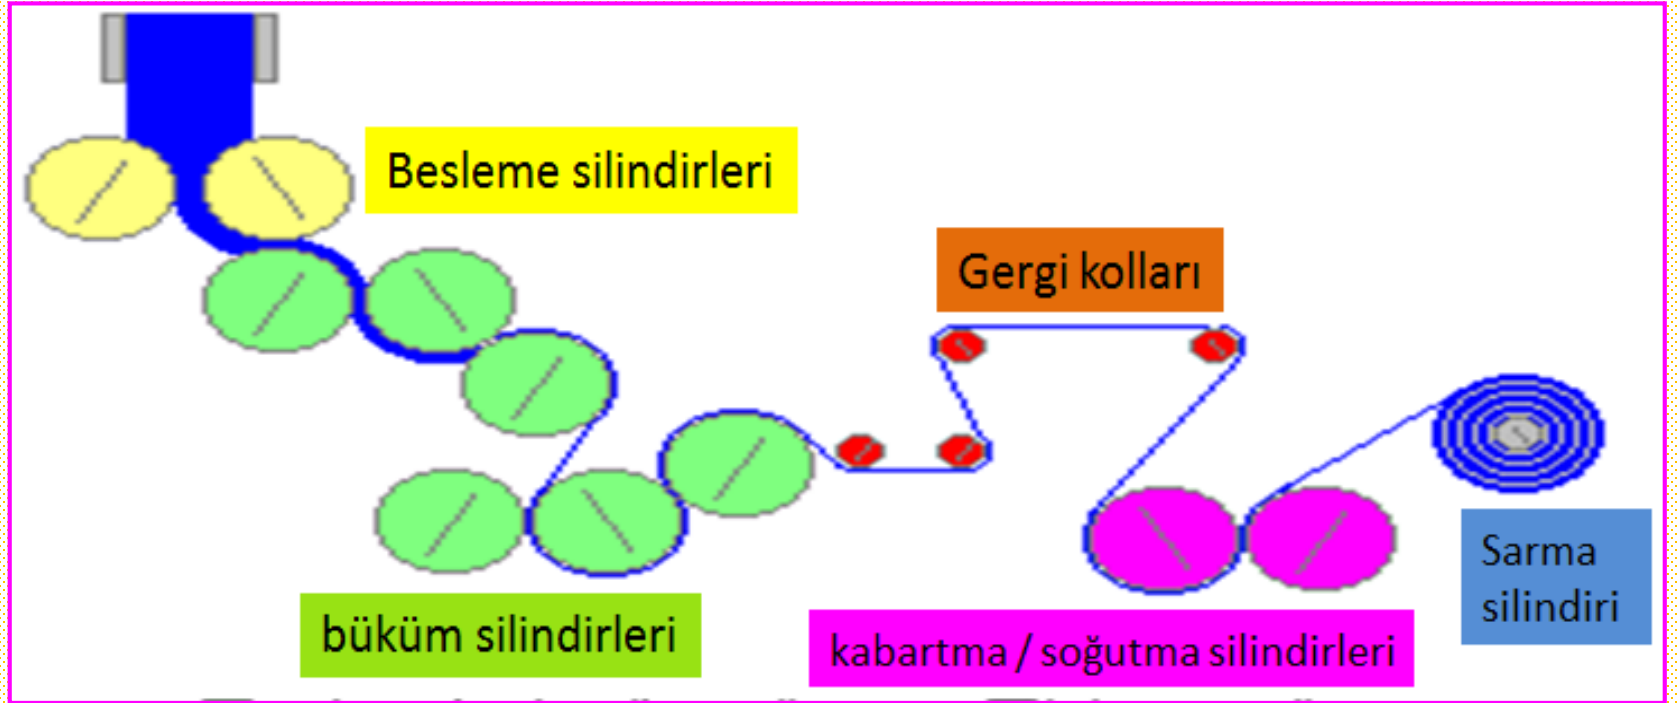 Besleme silindirleri
Gergi kolları
Sarma
silindiri
büküm silindirleri
kabartma / soğutma silindirleri